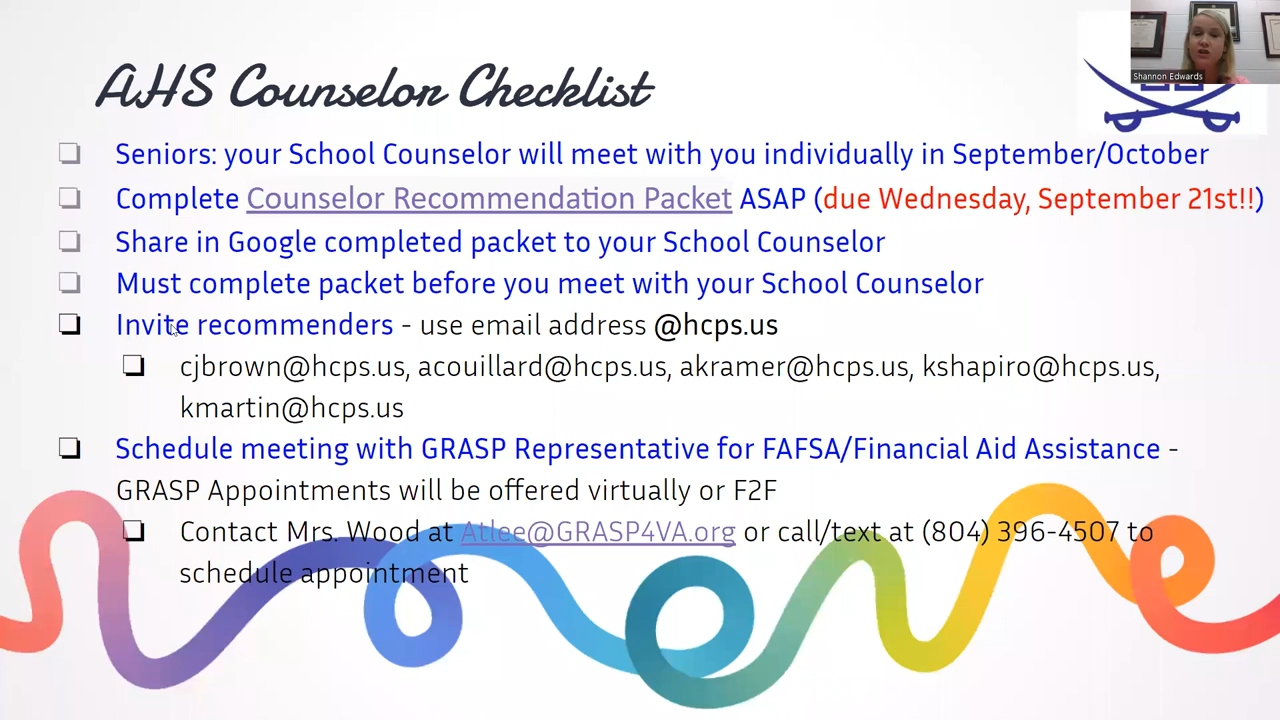 Shannon Edwards
AHS Counselor Checklist
Seniors: your School Counselor will meet with you individually in September/October
Complete Counselor Recommendation Packet ASAP (due Wednesday, September 21st!!)
Share in Google completed packet to your School Counselor
Must complete packet before you meet with your School Counselor
Invite recommenders - use email address @hcps.us
cjbrown@hcps.us, acouillard@hcps.us, akramer@hcps.us, kshapiro@hcps.us,
kmartin@hcps.us
Schedule meeting with GRASP Representative for FAFSA/Financial Aid Assistance -
GRASP Appointments will be offered virtually or F2F
Contact Mrs. Wood at Atlee@GRASP4VA.org or call/text at (804) 396-4507 to
schedule appointment